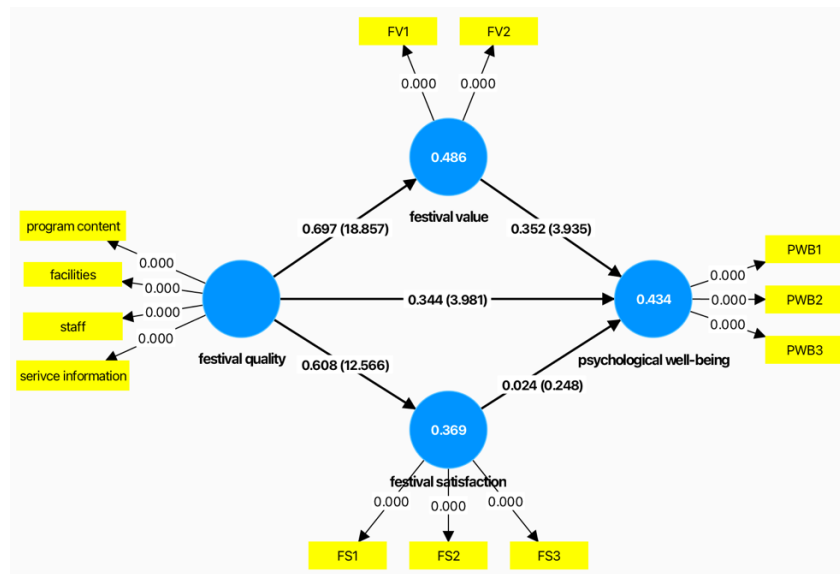 FV1
FV2
0.000
0.000
0.486
festival value
program content
facilities
staff
serivce information
0.000
0.000
0.000
0.000
festival quality
0.697 (18.857)
0.352 (3.935)
0.344 (3.981)
0.608 (12.566)
0.024 (0.248)
0.434
psychological well-being
PWB1
PWB2
PWB3
0.000
0.000
0.000
0.369
festival satisfaction
0.000
0.000
0.000
FS1
FS2
FS3